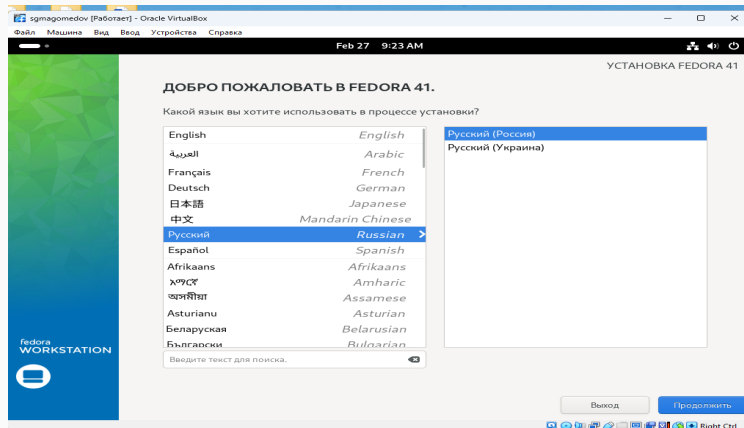 sgmagomedov [Работает] - Oracle VirtualBox
Файл Машина Вид Ввод Устройства Справка
Feb 27 9:23 AM
УСТАНОВКА FEDORA 41
ДОБРО ПОЖАЛОВАТЬ В FEDORA 41.
Какой язык вы хотите использовать в процессе установки?
English English
العربية Arabic
Français French
Deutsch German
日本語 Japanese
中文 Mandarin Chinese
Русский Russian
Español Spanish
Afrikaans Afrikaans
አማርኛ Amharic
অসমীয়া Assamese
Asturianu Asturian
Беларуская Belarusian
Български Bulgarian
Русский (Россия)
Русский (Украина)
Введите текст для поиска.
fedora
WORKSTATION
Выход Продолжить
Right Ctrl